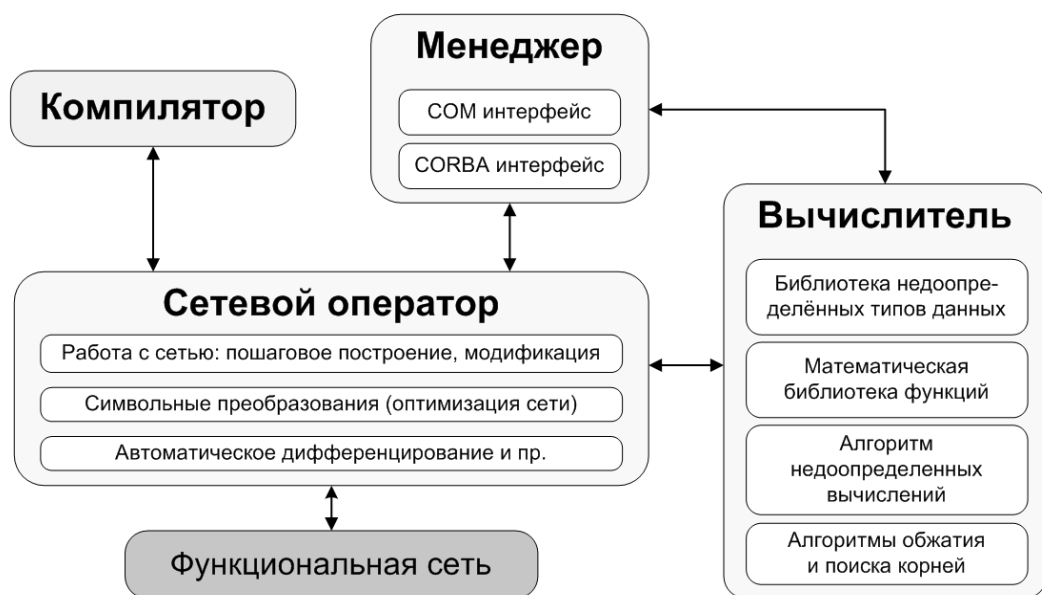 Менеджер
COM интерфейс
CORBA интерфейс
Компилятор
Сетевой оператор
Работа с сетью: пошаговое построение, модификация
Символьные преобразования (оптимизация сети)
Автоматическое дифференцирование и пр.
Функциональная сеть
Вычислитель
Библиотека недоопре-
делённых типов данных
Математическая
библиотека функций
Алгоритм
недоопределенных
вычислений
Алгоритмы обжатия
и поиска корней